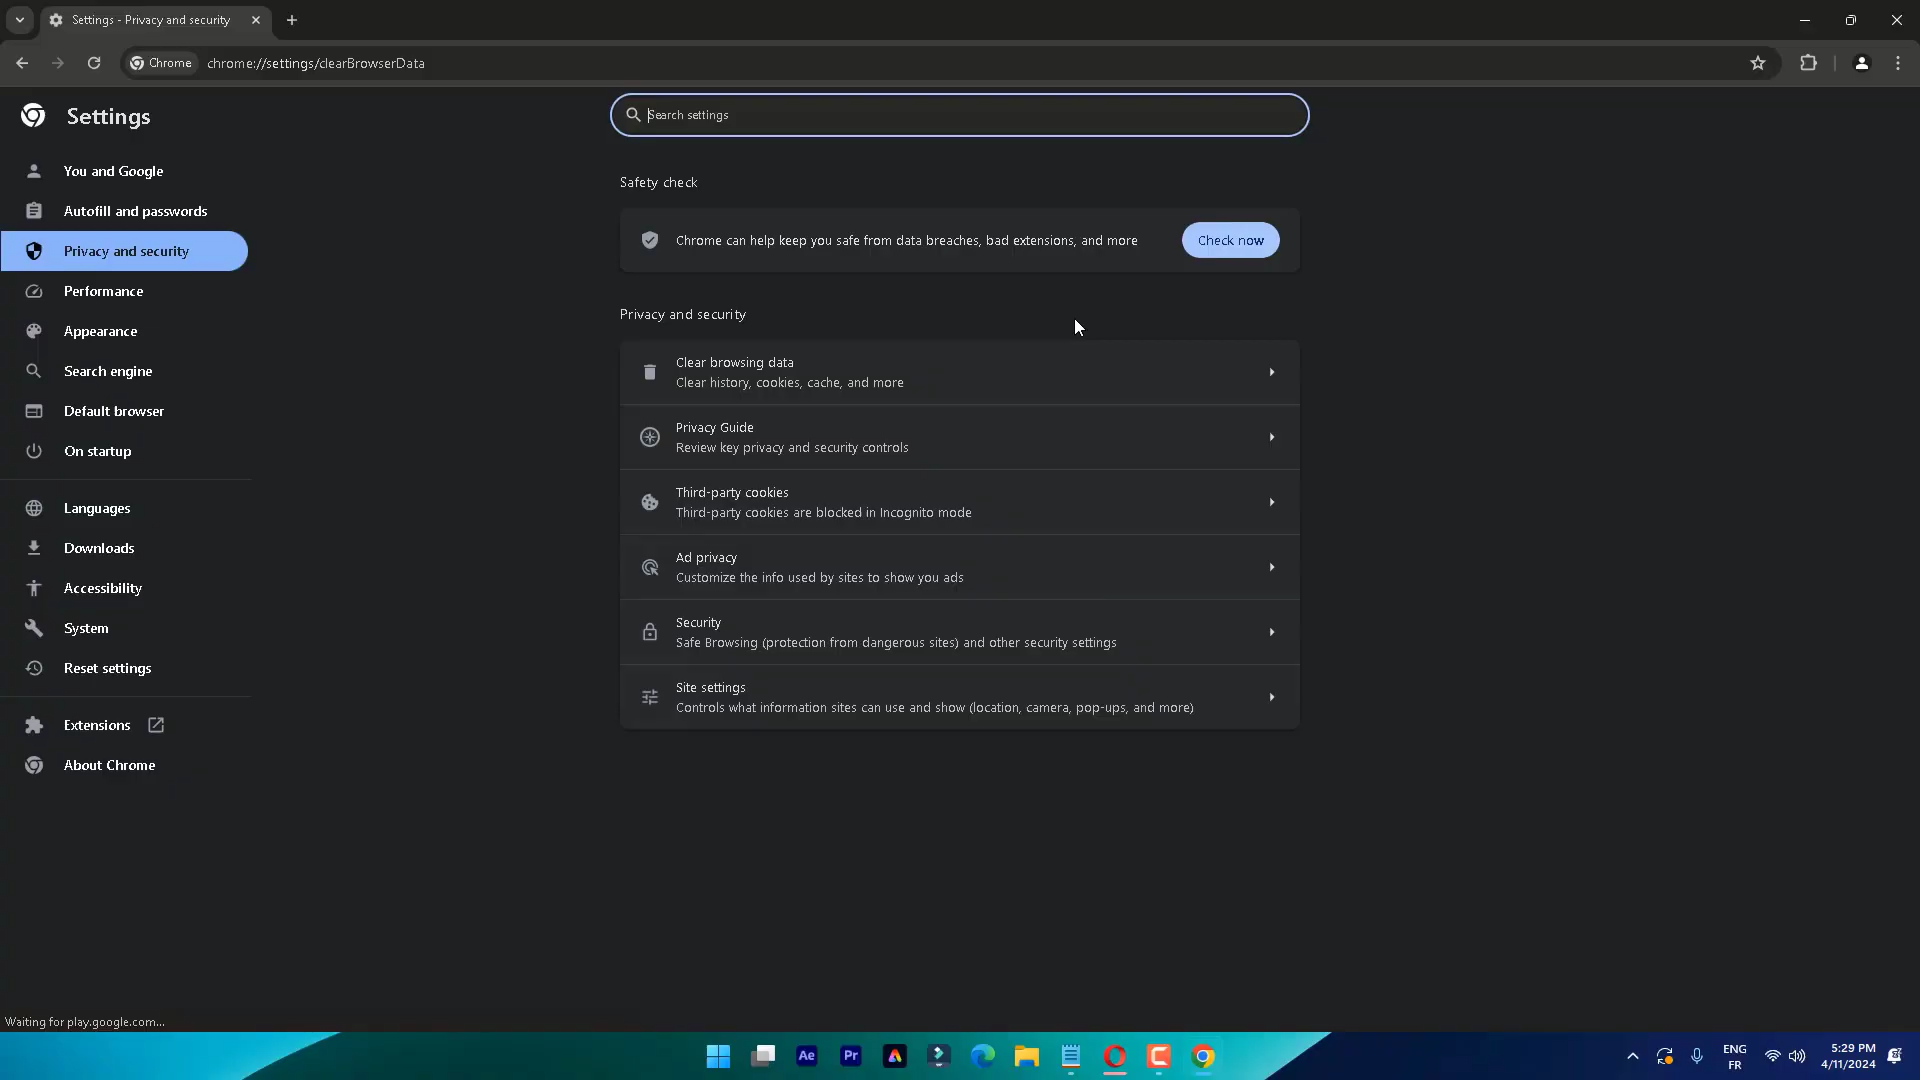 Settings - Privacy and security
Chrome
chrome://settings/clearBrowserData
Settings
Search settings
You and Google
Autofill and passwords
Privacy and security
Performance
Appearance
Search engine
Default browser
On startup
Languages
Downloads
Accessibility
System
Reset settings
Extensions
About Chrome
Safety check
Chrome can help keep you safe from data breaches, bad extensions, and more
Check now
Privacy and security
Clear browsing data
Clear history, cookies, cache, and more
Privacy Guide
Review key privacy and security controls
Third-party cookies
Third-party cookies are blocked in Incognito mode
Ad privacy
Customize the info used by sites to show you ads
Security
Safe Browsing (protection from dangerous sites) and other security settings
Site settings
Controls what information sites can use and show (location, camera, pop-ups, and more)
Waiting for play.google.com...
Ae
Pr
ENG
FR
5:29 PM
4/11/2024